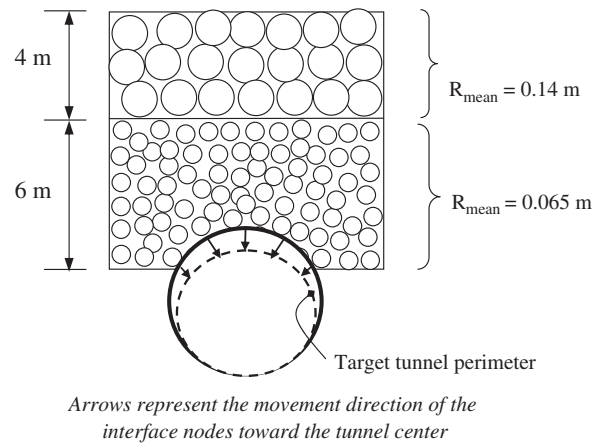 4 m
R_mean = 0.14 m
6 m
R_mean = 0.065 m
Target tunnel perimeter
Arrows represent the movement direction of the
interface nodes toward the tunnel center